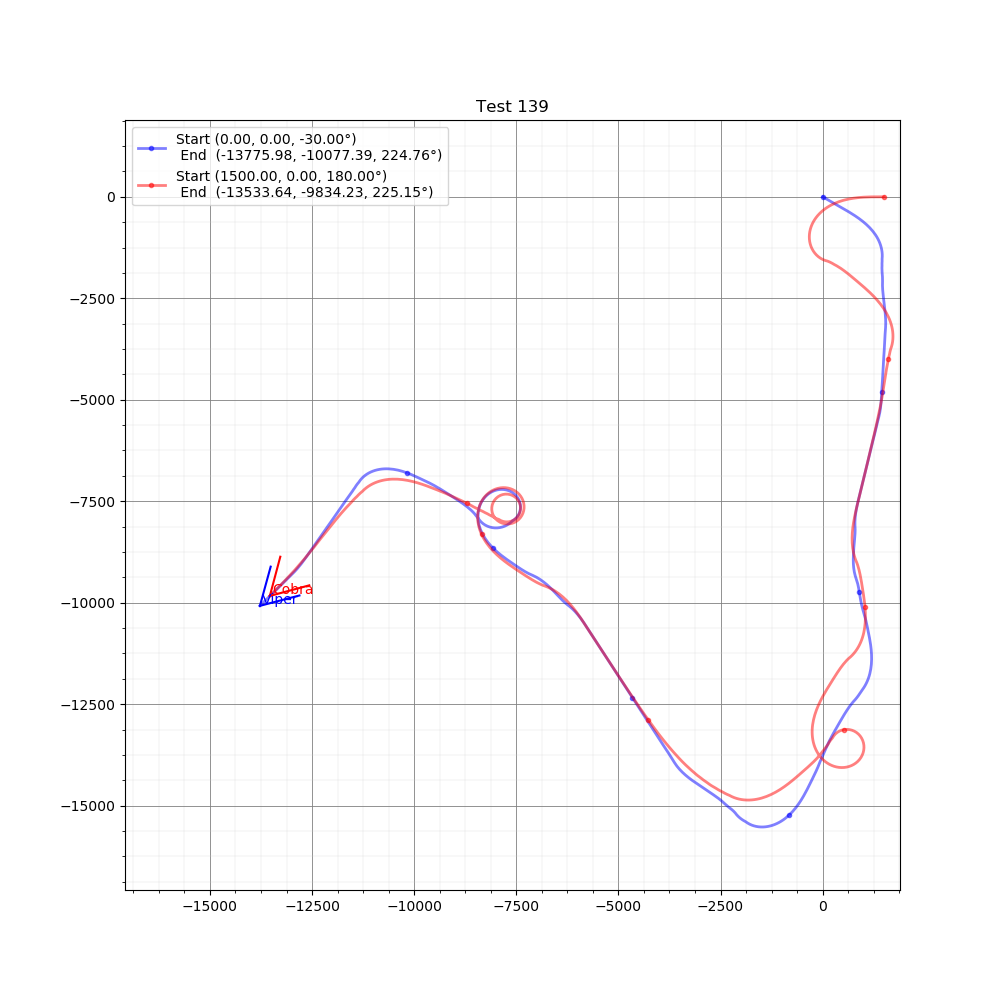 Test 139
Start (0.00, 0.00, -30.00°)
End (-13775.98, -10077.39, 224.76°)
Start (1500.00, 0.00, 180.00°)
End (-13533.64, -9834.23, 225.15°)
0
−2500
−5000
−7500
−10000
−12500
−15000
Cobra
Viper
−15000 −12500 −10000 −7500 −5000 −2500 0